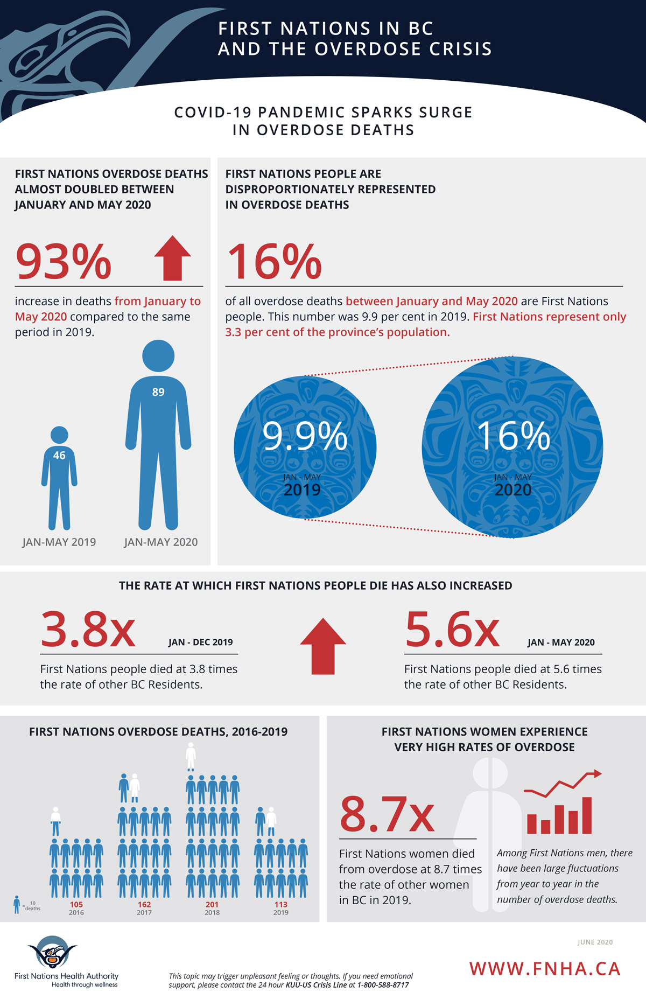 FIRST NATIONS IN BC
AND THE OVERDOSE CRISIS
COVID-19 PANDEMIC SPARKS SURGE
IN OVERDOSE DEATHS
FIRST NATIONS OVERDOSE DEATHS
ALMOST DOUBLED BETWEEN
JANUARY AND MAY 2020
93%
increase in deaths from January to
May 2020 compared to the same
period in 2019.
46
89
JAN-MAY 2019
JAN-MAY 2020
FIRST NATIONS PEOPLE ARE
DISPROPORTIONATELY REPRESENTED
IN OVERDOSE DEATHS
16%
of all overdose deaths between January and May 2020 are First Nations
people. This number was 9.9 per cent in 2019. First Nations represent only
3.3 per cent of the province's population.
9.9%
JAN - MAY
2019
16%
JAN - MAY
2020
THE RATE AT WHICH FIRST NATIONS PEOPLE DIE HAS ALSO INCREASED
3.8x
JAN - DEC 2019
First Nations people died at 3.8 times
the rate of other BC Residents.
5.6x
JAN - MAY 2020
First Nations people died at 5.6 times
the rate of other BC Residents.
FIRST NATIONS OVERDOSE DEATHS, 2016-2019
= 10
deaths
105
2016
162
2017
201
2018
113
2019
FIRST NATIONS WOMEN EXPERIENCE
VERY HIGH RATES OF OVERDOSE
8.7x
First Nations women died
from overdose at 8.7 times
the rate of other women
in BC in 2019.
Among First Nations men, there
have been large fluctuations
from year to year in the
number of overdose deaths.
First Nations Health Authority
Health through wellness
This topic may trigger unpleasant feeling or thoughts. If you need emotional
support, please contact the 24 hour KUU-US Crisis Line at 1-800-588-8717
JUNE 2020
WWW.FNHA.CA